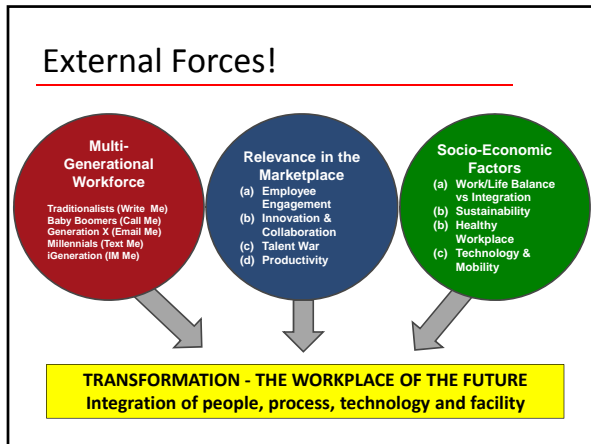 External Forces!
Multi-
Generational
Workforce
Traditionalists (Write Me)
Baby Boomers (Call Me)
Generation X (Email Me)
Millennials (Text Me)
iGeneration (IM Me)
Relevance in the
Marketplace
(a) Employee
Engagement
(b) Innovation &
Collaboration
(c) Talent War
(d) Productivity
Socio-Economic
Factors
(a) Work/Life Balance
vs Integration
(b) Sustainability
(b) Healthy
Workplace
(c) Technology &
Mobility
TRANSFORMATION - THE WORKPLACE OF THE FUTURE
Integration of people, process, technology and facility